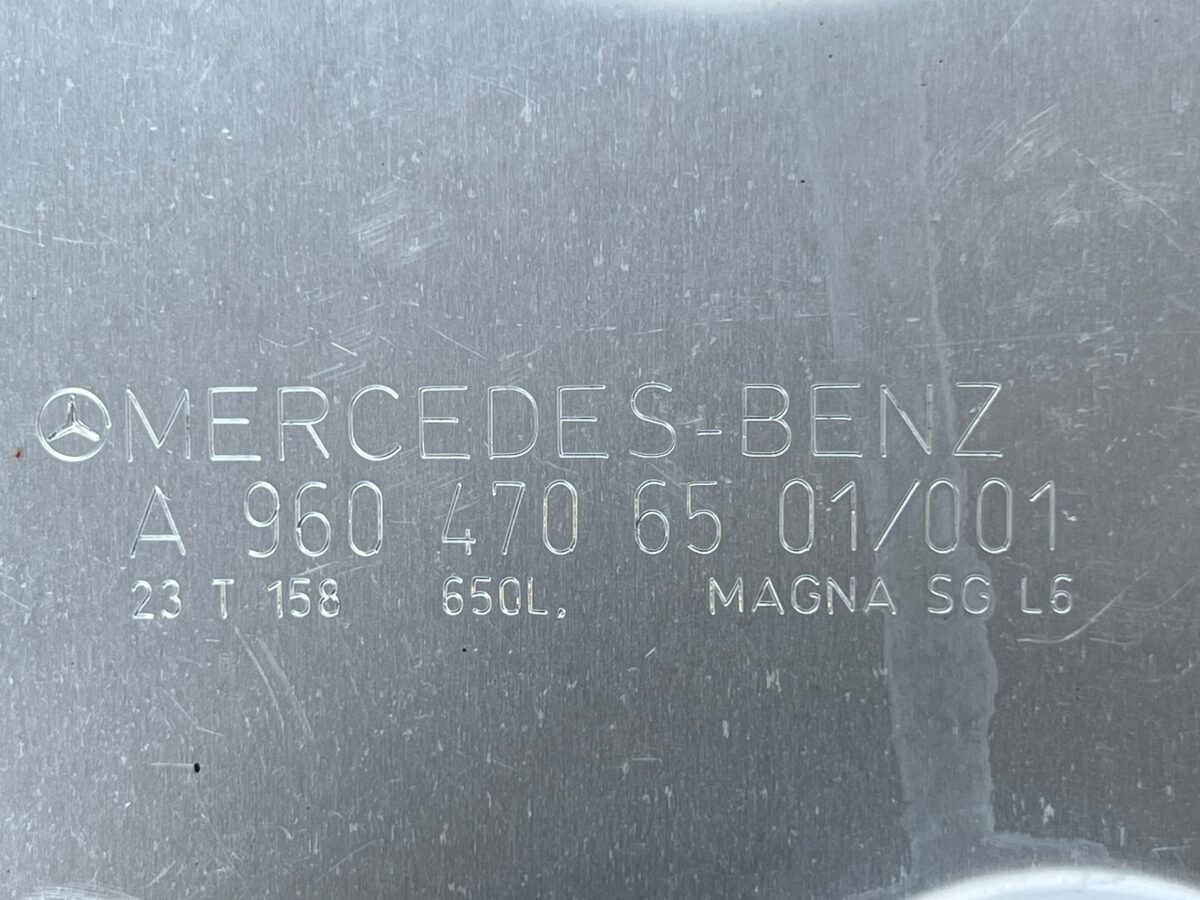 MERCEDES-BENZ
A 960 470 65 01/001
23 T 158 650L. MAGNA SG L6